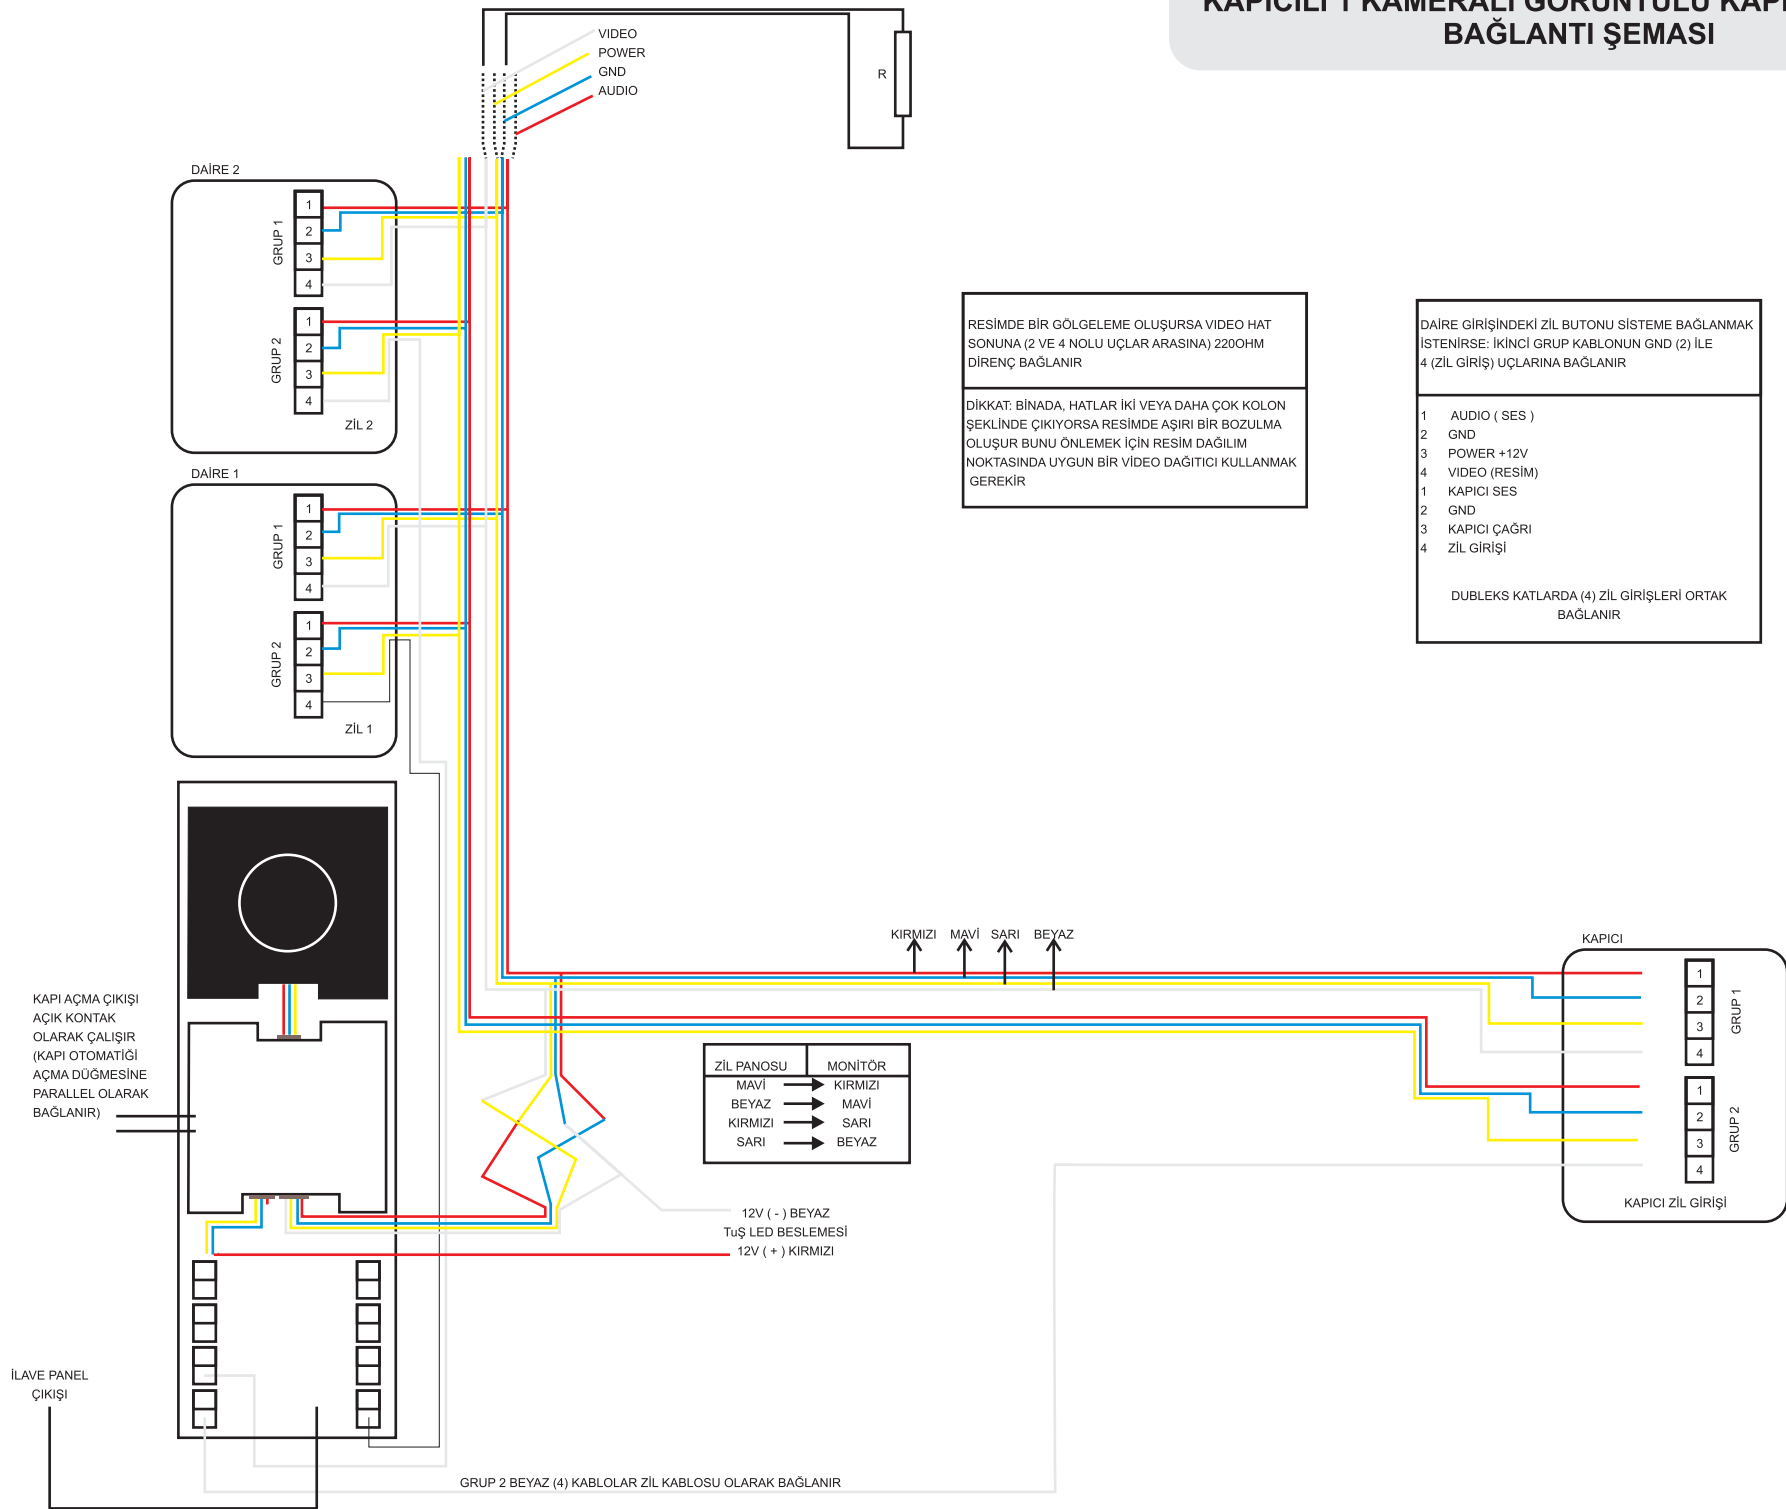 KAPICILI 1 KAMERALI GÖRÜNTÜLÜ
BAĞLANTI ŞEMASI
VIDEO
POWER
GND
AUDIO
R
DAİRE 2
GRUP 1
1
2
3
4
GRUP 2
1
2
3
4
ZİL 2
DAİRE 1
GRUP 1
1
2
3
4
GRUP 2
1
2
3
4
ZİL 1
RESİMDE BİR GÖLGELEME OLUŞURSA VIDEO HAT
SONUNA (2 VE 4 NOLU UÇLAR ARASINA) 220OHM
DİRENÇ BAĞLANIR
DİKKAT: BİNADA, HATLAR İKİ VEYA DAHA ÇOK KOLON
ŞEKLİNDE ÇIKIYORSA RESİMDE AŞIRI BİR BOZULMA
OLUŞUR BUNU ÖNLEMEK İÇİN RESİM DAĞILIM
NOKTASINDA UYGUN BİR VİDEO DAĞITICI KULLANMAK
GEREKİR
DAİRE GİRİŞİNDEKİ ZİL BUTONU SİSTEME BAĞLANMAK
İSTENİRSE: İKİNCİ GRUP KABLONUN GND (2) İLE
4 (ZİL GİRİŞ) UÇLARINA BAĞLANIR
1 AUDIO ( SES )
2 GND
3 POWER +12V
4 VIDEO (RESİM)
1 KAPICI SES
2 GND
3 KAPICI ÇAĞRI
4 ZİL GİRİŞİ
DUBLEKS KATLARDA (4) ZİL GİRİŞLERİ ORTAK
BAĞLANIR
KIRMIZI MAVİ SARI BEYAZ
KAPICI
1
2
3
4
GRUP 1
1
2
3
4
GRUP 2
KAPICI ZİL GİRİŞİ
KAPI AÇMA ÇIKIŞI
AÇIK KONTAK
OLARAK ÇALIŞIR
(KAPI OTOMATİĞİ
AÇMA DÜĞMESİNE
PARALLEL OLARAK
BAĞLANIR)
ZİL PANOSU MONİTÖR
MAVİ KIRMIZI
BEYAZ MAVİ
KIRMIZI SARI
SARI BEYAZ
12V ( - ) BEYAZ
TuŞ LED BESLEMESİ
12V ( + ) KIRMIZI
İLAVE PANEL
ÇIKIŞI
GRUP 2 BEYAZ (4) KABLOLAR ZİL KABLOSU OLARAK BAĞLANIR